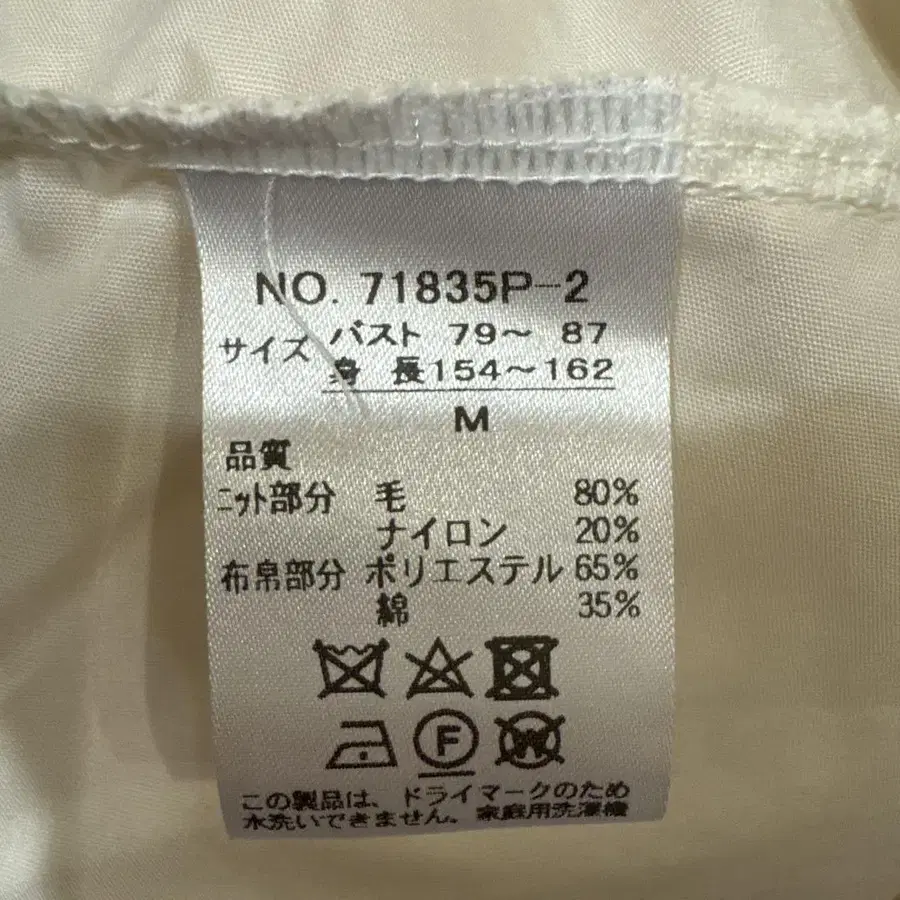 NO. 71835P-2
サイズ バスト 79～ 87
身 長 154～162
M
品質
ニット部分 毛 80%
ナイロン 20%
布帛部分 ポリエステル 65%
綿 35%
F
W
この製品は、ドライマークのため
水洗いできません。家庭用洗濯機